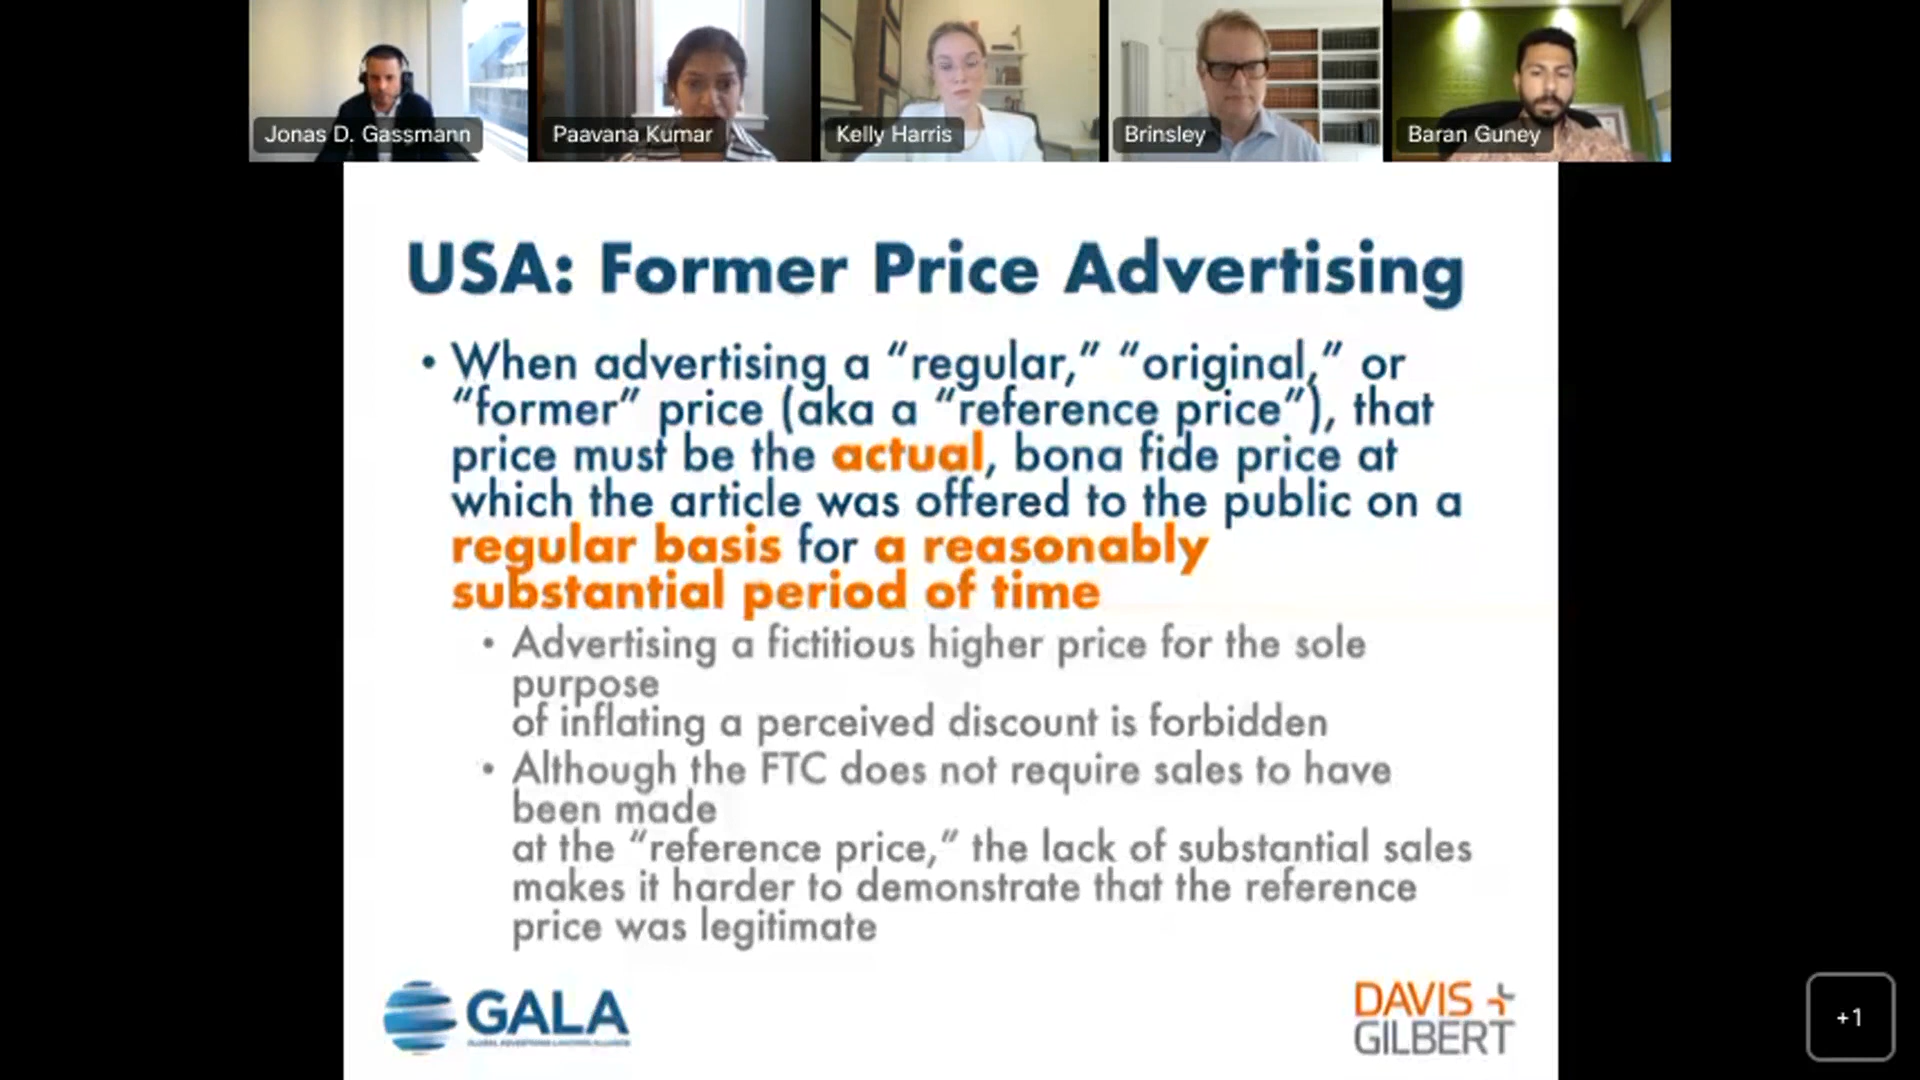 Jonas D. Gassmann
Paavana Kumar
Kelly Harris
Brinsley
Baran Guney
USA: Former Price Advertising
• When advertising a “regular,” “original,” or
“former” price (aka a “reference price”), that
price must be the actual, bona fide price at
which the article was offered to the public on a
regular basis for a reasonably
substantial period of time
• Advertising a fictitious higher price for the sole
purpose
of inflating a perceived discount is forbidden
• Although the FTC does not require sales to have
been made
at the “reference price,” the lack of substantial sales
makes it harder to demonstrate that the reference
price was legitimate
GALA
GLOBAL ADVERTISING LAWYERS ALLIANCE
DAVIS+
GILBERT
+1